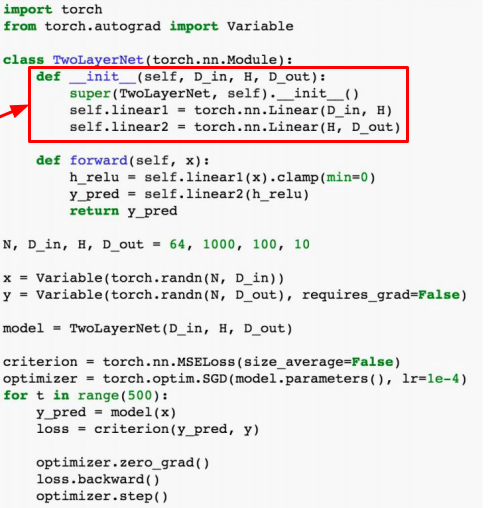 import torch
from torch.autograd import Variable

class TwoLayerNet(torch.nn.Module):
    def __init__(self, D_in, H, D_out):
        super(TwoLayerNet, self).__init__()
        self.linear1 = torch.nn.Linear(D_in, H)
        self.linear2 = torch.nn.Linear(H, D_out)

    def forward(self, x):
        h_relu = self.linear1(x).clamp(min=0)
        y_pred = self.linear2(h_relu)
        return y_pred

N, D_in, H, D_out = 64, 1000, 100, 10

x = Variable(torch.randn(N, D_in))
y = Variable(torch.randn(N, D_out), requires_grad=False)

model = TwoLayerNet(D_in, H, D_out)

criterion = torch.nn.MSELoss(size_average=False)
optimizer = torch.optim.SGD(model.parameters(), lr=1e-4)
for t in range(500):
    y_pred = model(x)
    loss = criterion(y_pred, y)

    optimizer.zero_grad()
    loss.backward()
    optimizer.step()